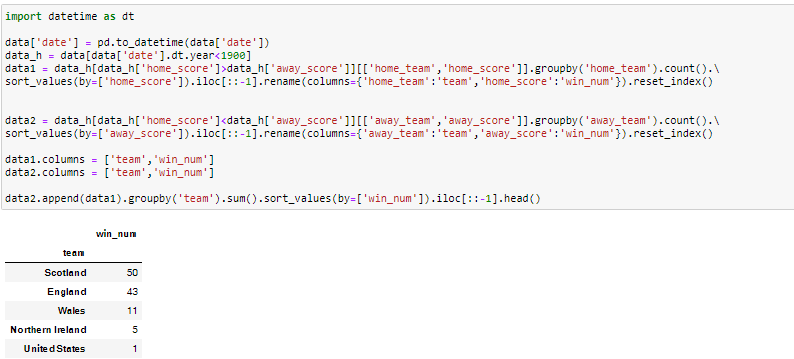 import datetime as dt
data['date'] = pd.to_datetime(data['date'])
data_h = data[data['date'].dt.year<1900]
data1 = data_h[data_h['home_score']>data_h['away_score']][['home_team','home_score']].groupby('home_team').count().\
sort_values(by=['home_score']).iloc[::-1].rename(columns={'home_team':'team','home_score':'win_num'}).reset_index()
data2 = data_h[data_h['home_score']<data_h['away_score']][['away_team','away_score']].groupby('away_team').count().\
sort_values(by=['away_score']).iloc[::-1].rename(columns={'away_team':'team','away_score':'win_num'}).reset_index()
data1.columns = ['team','win_num']
data2.columns = ['team','win_num']
data2.append(data1).groupby('team').sum().sort_values(by=['win_num']).iloc[::-1].head()
win_num
team
Scotland 50
England 43
Wales 11
Northern Ireland 5
United States 1